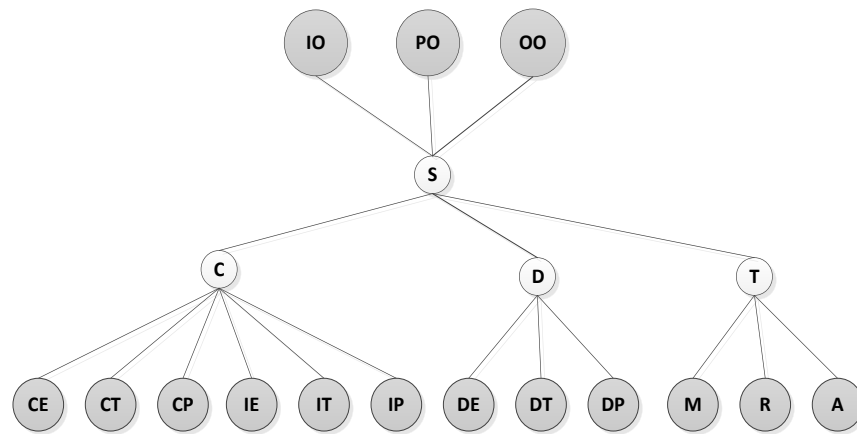 IO PO OO
S
C D T
CE CT CP IE IT IP DE DT DP M R A